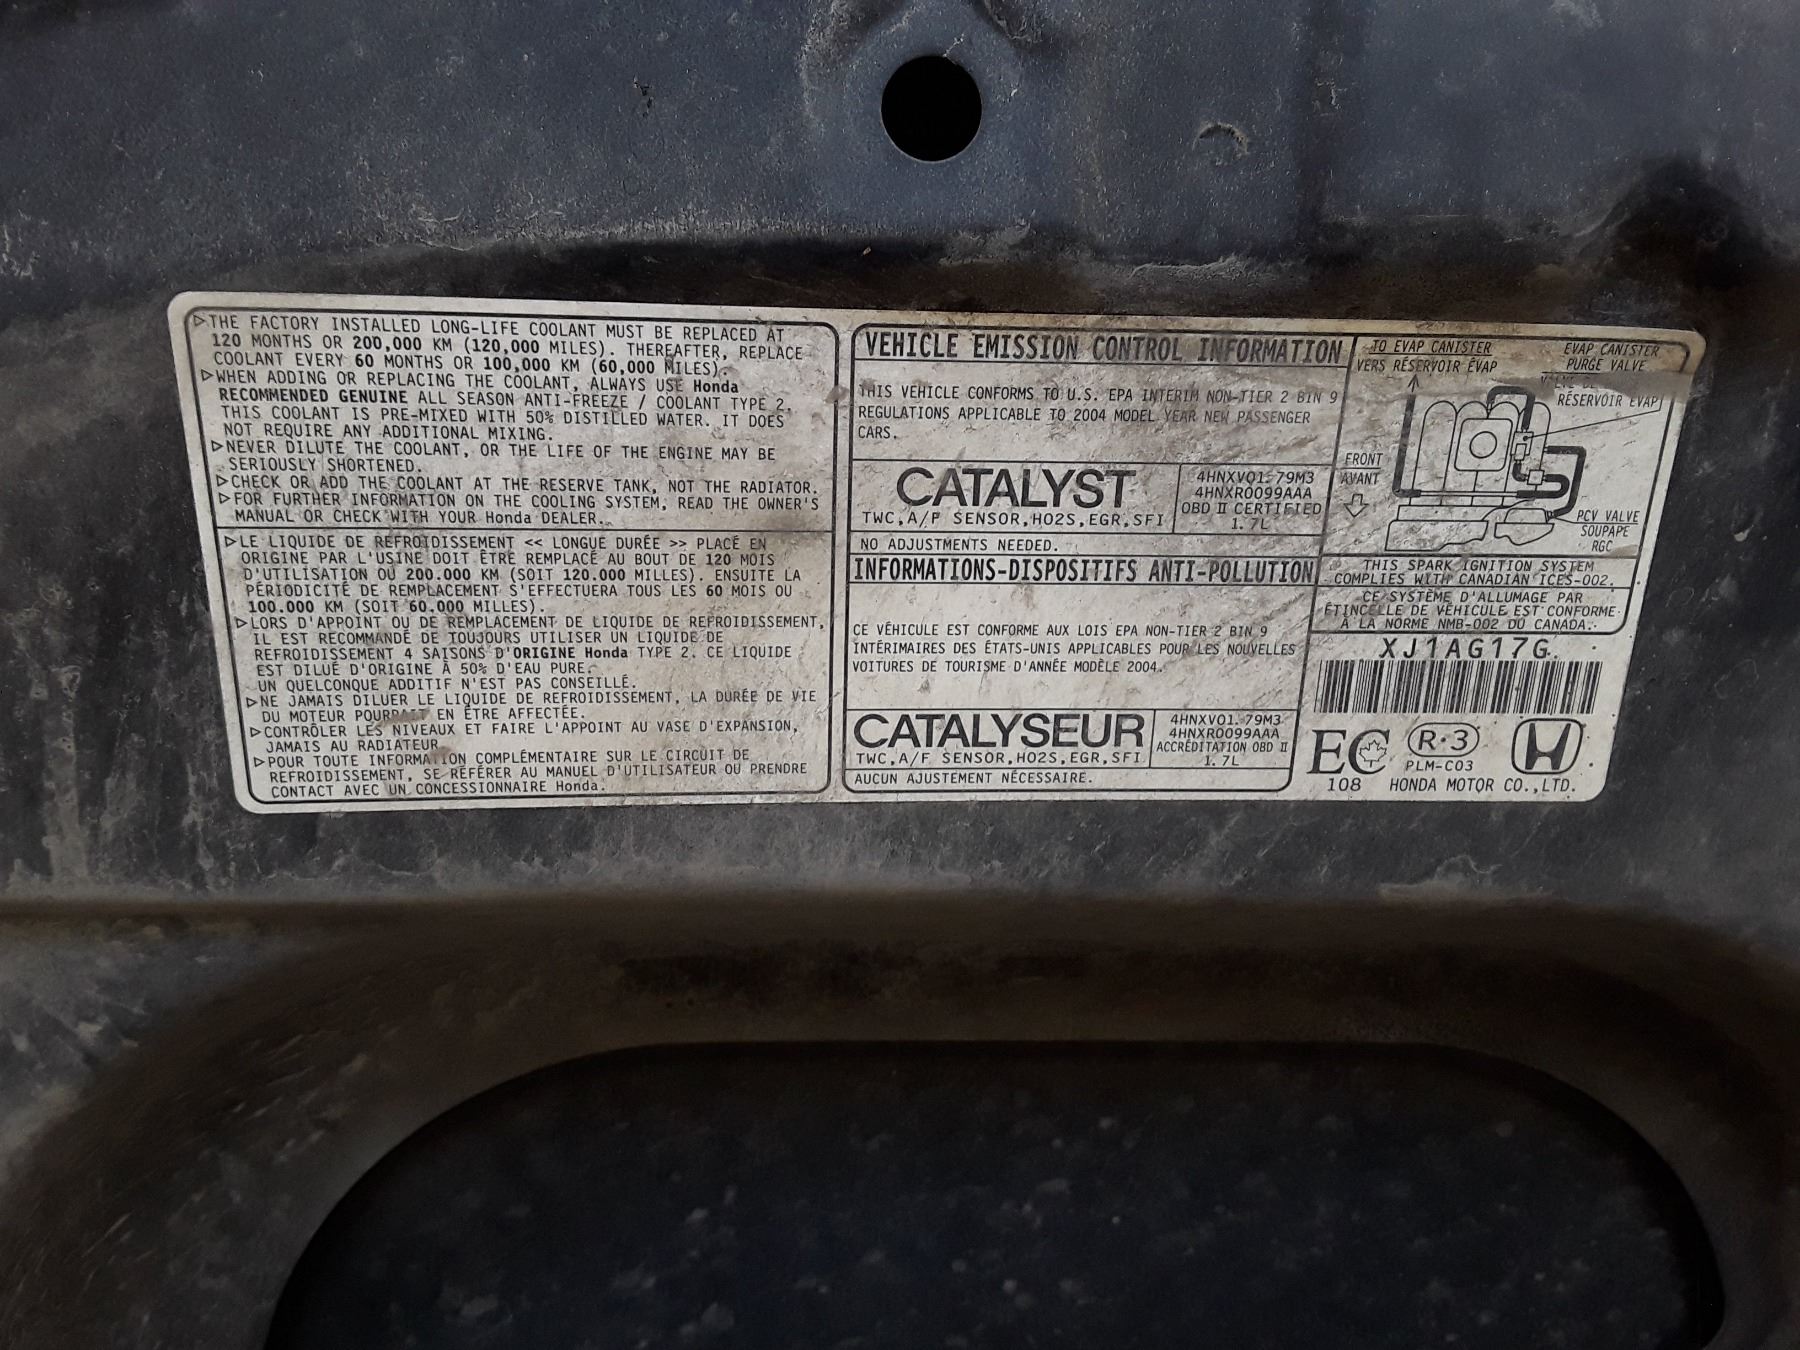 ▷THE FACTORY INSTALLED LONG-LIFE COOLANT MUST BE REPLACED AT
120 MONTHS OR 200,000 KM (120,000 MILES). THEREAFTER, REPLACE
COOLANT EVERY 60 MONTHS OR 100,000 KM (60,000 MILES).
▷WHEN ADDING OR REPLACING THE COOLANT, ALWAYS USE Honda
RECOMMENDED GENUINE ALL SEASON ANTI-FREEZE / COOLANT TYPE 2.
THIS COOLANT IS PRE-MIXED WITH 50% DISTILLED WATER. IT DOES
NOT REQUIRE ANY ADDITIONAL MIXING.
▷NEVER DILUTE THE COOLANT, OR THE LIFE OF THE ENGINE MAY BE
SERIOUSLY SHORTENED.
▷CHECK OR ADD THE COOLANT AT THE RESERVE TANK, NOT THE RADIATOR.
▷FOR FURTHER INFORMATION ON THE COOLING SYSTEM, READ THE OWNER'S
MANUAL OR CHECK WITH YOUR Honda DEALER.
▷LE LIQUIDE DE REFROIDISSEMENT << LONGUE DURÉE >> PLACÉ EN
ORIGINE PAR L'USINE DOIT ÊTRE REMPLACÉ AU BOUT DE 120 MOIS
D'UTILISATION OU 200.000 KM (SOIT 120.000 MILLES). ENSUITE LA
PÉRIODICITÉ DE REMPLACEMENT S'EFFECTUERA TOUS LES 60 MOIS OU
100.000 KM (SOIT 60.000 MILLES).
▷LORS D'APPOINT OU DE REMPLACEMENT DE LIQUIDE DE REFROIDISSEMENT,
IL EST RECOMMANDÉ DE TOUJOURS UTILISER UN LIQUIDE DE
REFROIDISSEMENT 4 SAISONS D'ORIGINE Honda TYPE 2. CE LIQUIDE
EST DILUÉ D'ORIGINE À 50% D'EAU PURE.
UN QUELCONQUE ADDITIF N'EST PAS CONSEILLÉ.
▷NE JAMAIS DILUER LE LIQUIDE DE REFROIDISSEMENT, LA DURÉE DE VIE
DU MOTEUR POURRAIT EN ÊTRE AFFECTÉE.
▷CONTRÔLER LES NIVEAUX ET FAIRE L'APPOINT AU VASE D'EXPANSION,
JAMAIS AU RADIATEUR
▷POUR TOUTE INFORMATION COMPLÉMENTAIRE SUR LE CIRCUIT DE
REFROIDISSEMENT, SE RÉFÉRER AU MANUEL D'UTILISATEUR OU PRENDRE
CONTACT AVEC UN CONCESSIONNAIRE Honda.
VEHICLE EMISSION CONTROL INFORMATION
THIS VEHICLE CONFORMS TO U.S. EPA INTERIM NON-TIER 2 BIN 9
REGULATIONS APPLICABLE TO 2004 MODEL YEAR NEW PASSENGER
CARS.
CATALYST
TWC,A/F SENSOR,HO2S,EGR,SFI
4HNXV01.79M3
4HNXR0099AAA
OBD II CERTIFIED
1.7L
NO ADJUSTMENTS NEEDED.
INFORMATIONS-DISPOSITIFS ANTI-POLLUTION
CE VÉHICULE EST CONFORME AUX LOIS EPA NON-TIER 2 BIN 9
INTÉRIMAIRES DES ÉTATS-UNIS APPLICABLES POUR LES NOUVELLES
VOITURES DE TOURISME D'ANNÉE MODÈLE 2004.
CATALYSEUR
TWC,A/F SENSOR,HO2S,EGR,SFI
4HNXV01.79M3
4HNXR0099AAA
ACCRÉDITATION OBD II
1.7L
AUCUN AJUSTEMENT NÉCESSAIRE.
TO EVAP CANISTER
VERS RÉSERVOIR ÉVAP
EVAP CANISTER
PURGE VALVE
VALVE DE
RÉSERVOIR ÉVAP
FRONT
AVANT
PCV VALVE
SOUPAPE
RGC
THIS SPARK IGNITION SYSTEM
COMPLIES WITH CANADIAN ICES-002.
CE SYSTÈME D'ALLUMAGE PAR
ÉTINCELLE DE VÉHICULE EST CONFORME
À LA NORME NMB-002 DU CANADA.
XJ1AG17G
EC
108
R-3
PLM-C03
HONDA MOTOR CO.,LTD.